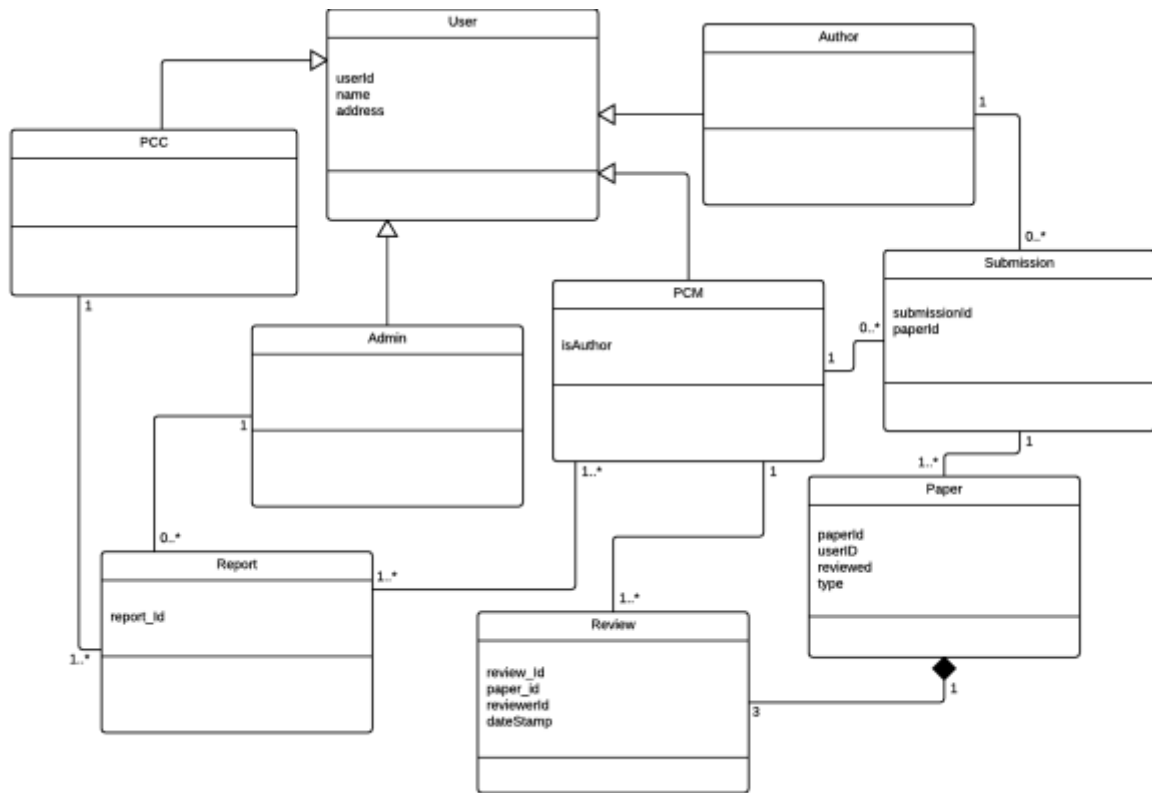 User
userId
name
address
Author
1
0..*
PCC
1
Submission
submissionId
paperId
PCM
isAuthor
0..*
1
Admin
1
1
1..*
1..*
1
Paper
paperId
userID
reviewed
type
0..*
Report
report_Id
1..*
1..*
1..*
Review
review_Id
paper_id
reviewerId
dateStamp
3
1